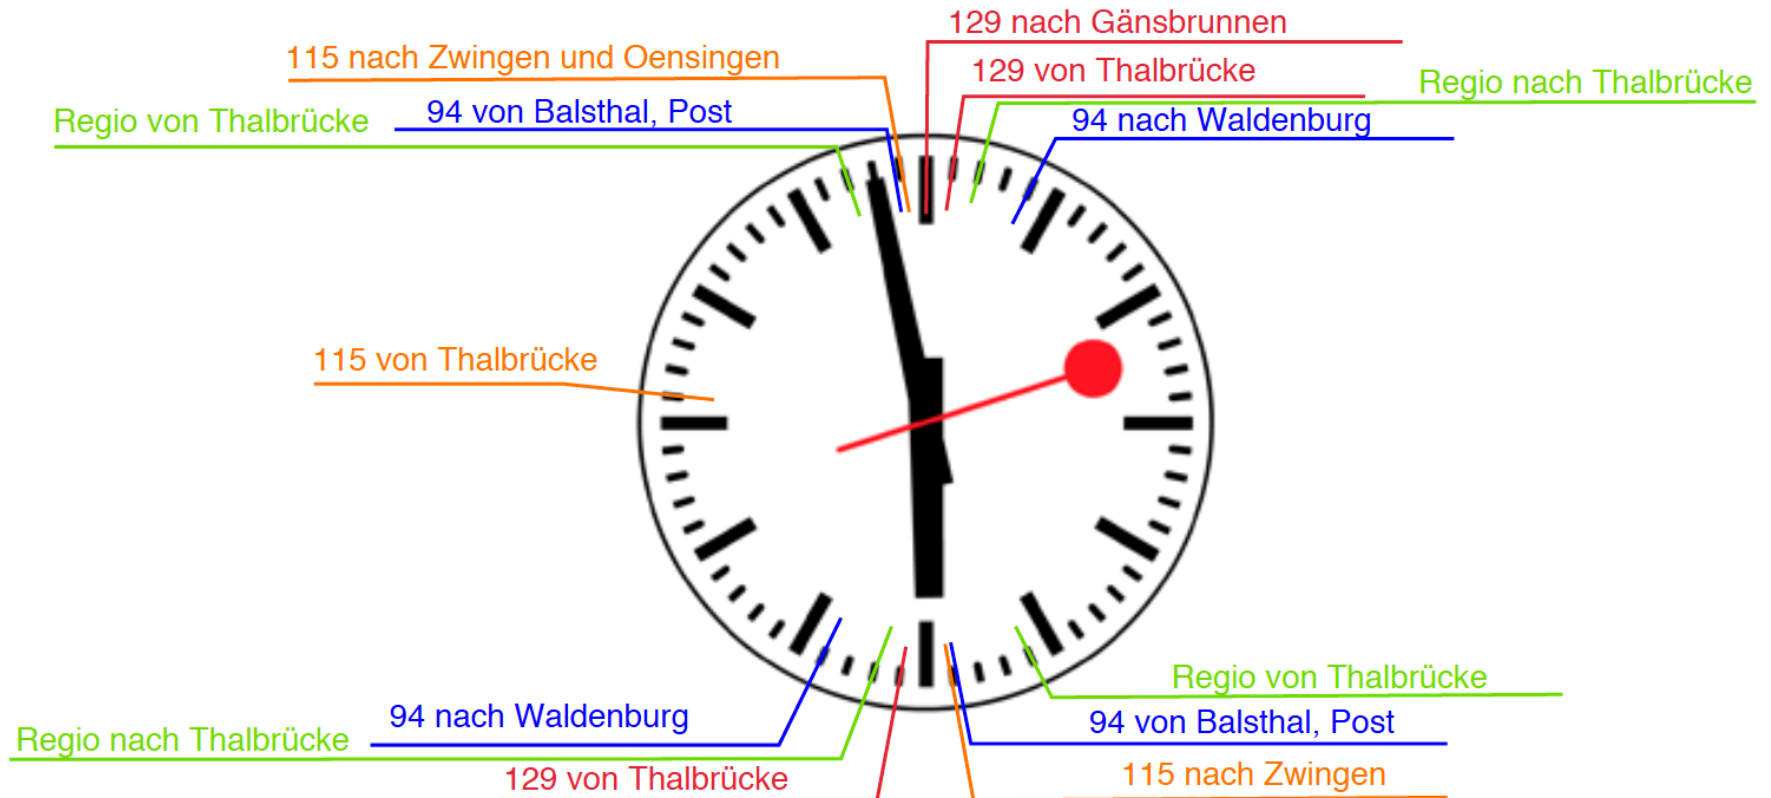 129 nach Gänsbrunnen
115 nach Zwingen und Oensingen
129 von Thalbrücke
Regio nach Thalbrücke
Regio von Thalbrücke
94 von Balsthal, Post
94 nach Waldenburg
115 von Thalbrücke
Regio von Thalbrücke
94 nach Waldenburg
94 von Balsthal, Post
Regio nach Thalbrücke
129 von Thalbrücke
115 nach Zwingen